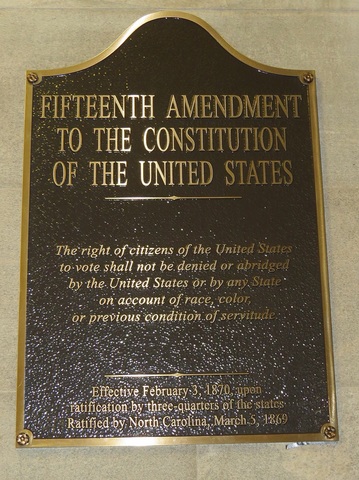 FIFTEENTH AMENDMENT
TO THE CONSTITUTION
OF THE UNITED STATES
The right of citizens of the United States
to vote shall not be denied or abridged
by the United States or by any State
on account of race, color,
or previous condition of servitude.
Effective February 3, 1870, upon
ratification by three-quarters of the states
Ratified by North Carolina, March 5, 1869